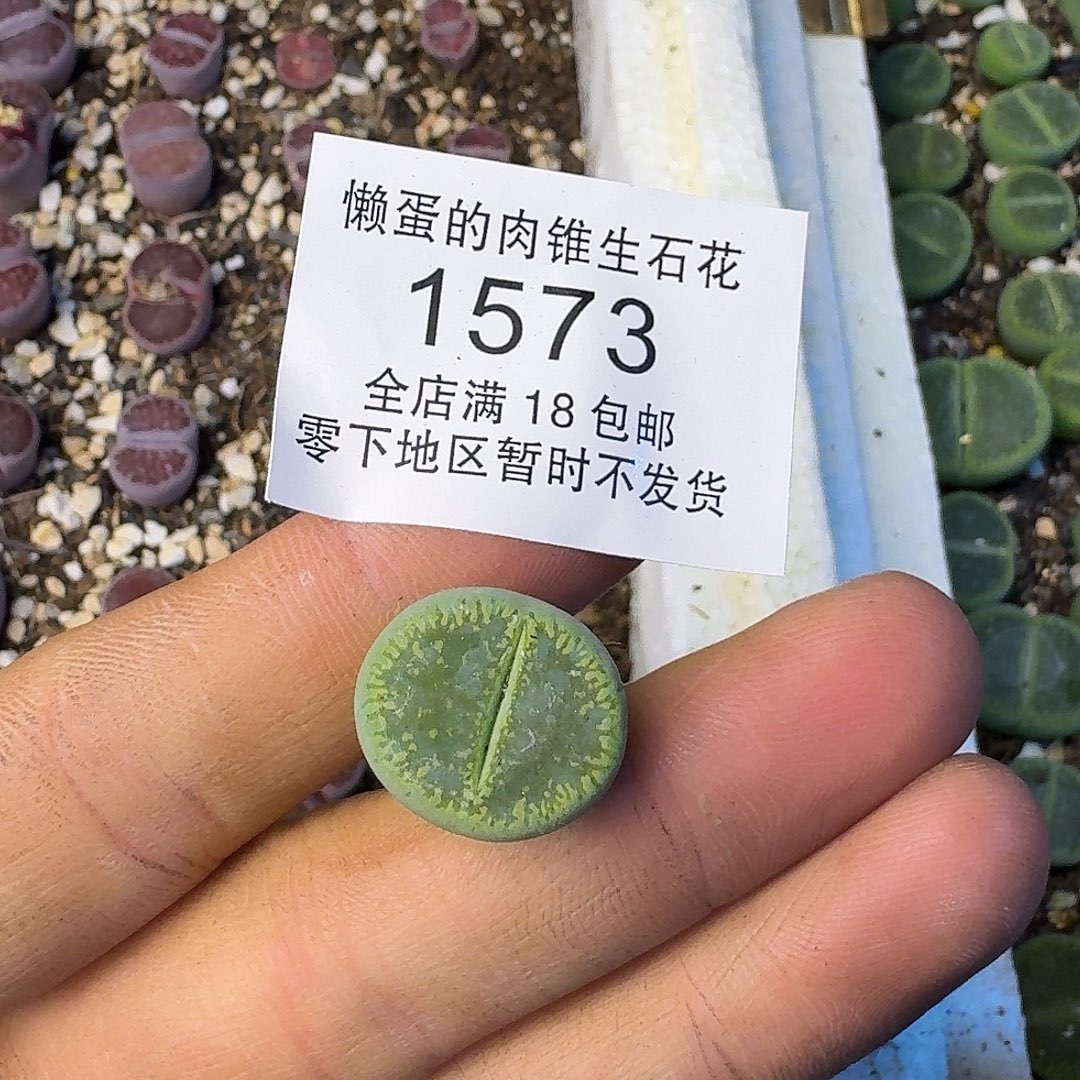 懒蛋的肉锥生石花
1573
全店满 18 包邮
零下地区暂时不发货